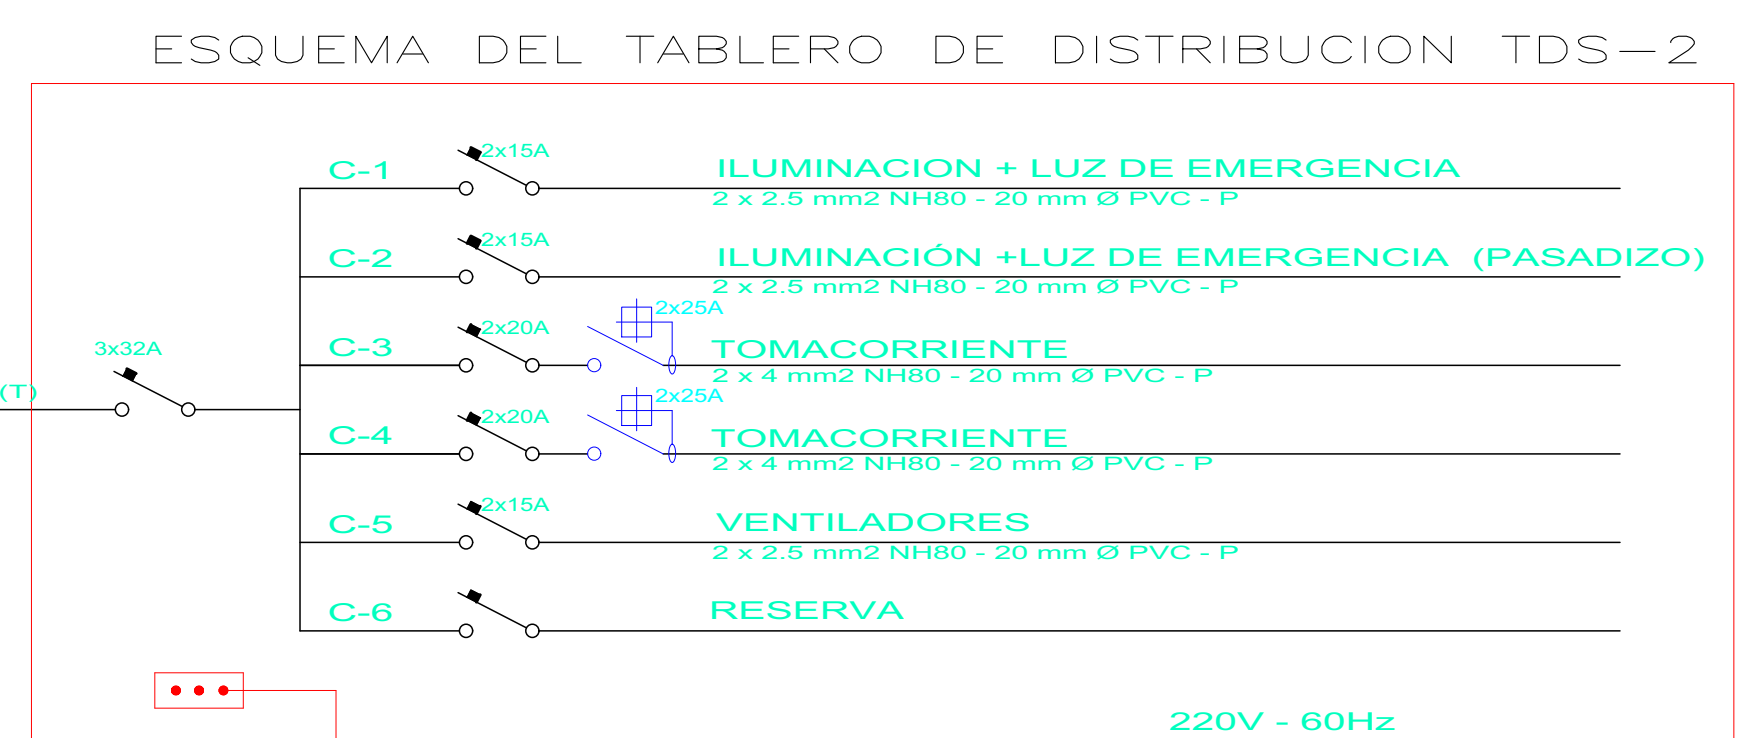 ESQUEMA DEL TABLERO DE DISTRIBUCION TDS-2
C-1
2x15A
ILUMINACION + LUZ DE EMERGENCIA
2 x 2.5 mm2 NH80 - 20 mm Ø PVC - P
C-2
2x15A
ILUMINACIÓN +LUZ DE EMERGENCIA (PASADIZO)
2 x 2.5 mm2 NH80 - 20 mm Ø PVC - P
3x32A
(T)
C-3
2x20A
2x25A
TOMACORRIENTE
2 x 4 mm2 NH80 - 20 mm Ø PVC - P
C-4
2x20A
2x25A
TOMACORRIENTE
2 x 4 mm2 NH80 - 20 mm Ø PVC - P
C-5
2x15A
VENTILADORES
2 x 2.5 mm2 NH80 - 20 mm Ø PVC - P
C-6
RESERVA
220V - 60Hz